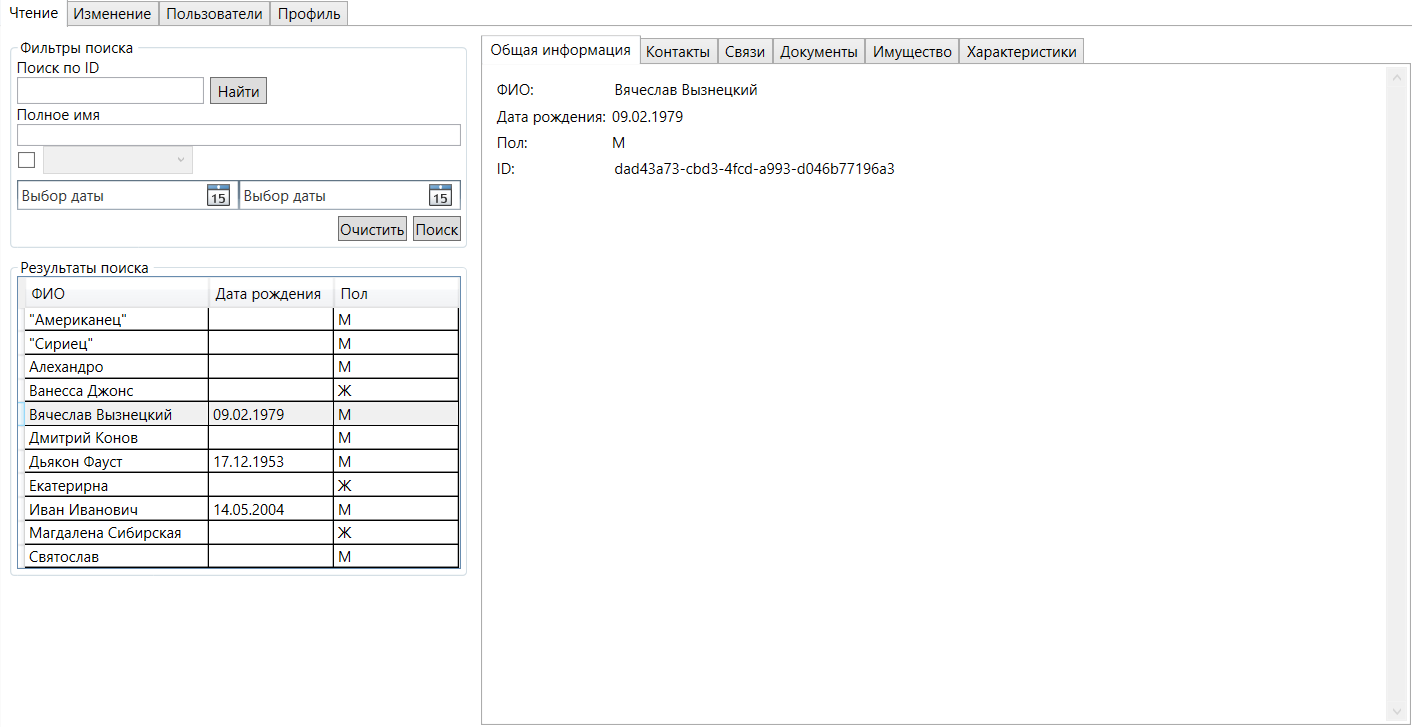 Чтение Изменение Пользователи Профиль
Фильтры поиска
Поиск по ID
Найти
Полное имя
Выбор даты 15 Выбор даты 15
Очистить Поиск
Результаты поиска
ФИО Дата рождения Пол
"Американец" М
"Сириец" М
Алехандро М
Ванесса Джонс Ж
Вячеслав Вызнецкий 09.02.1979 М
Дмитрий Конов М
Дьякон Фауст 17.12.1953 М
Екатерирна Ж
Иван Иванович 14.05.2004 М
Магдалена Сибирская Ж
Святослав М
Общая информация Контакты Связи Документы Имущество Характеристики
ФИО: Вячеслав Вызнецкий
Дата рождения: 09.02.1979
Пол: М
ID: dad43a73-cbd3-4fcd-a993-d046b77196a3